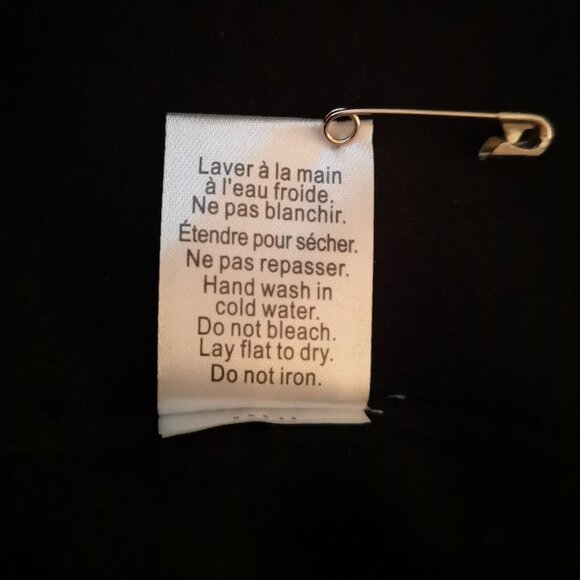 Laver à la main
à l'eau froide.
Ne pas blanchir.
Étendre pour sécher.
Ne pas repasser.
Hand wash in
cold water.
Do not bleach.
Lay flat to dry.
Do not iron.